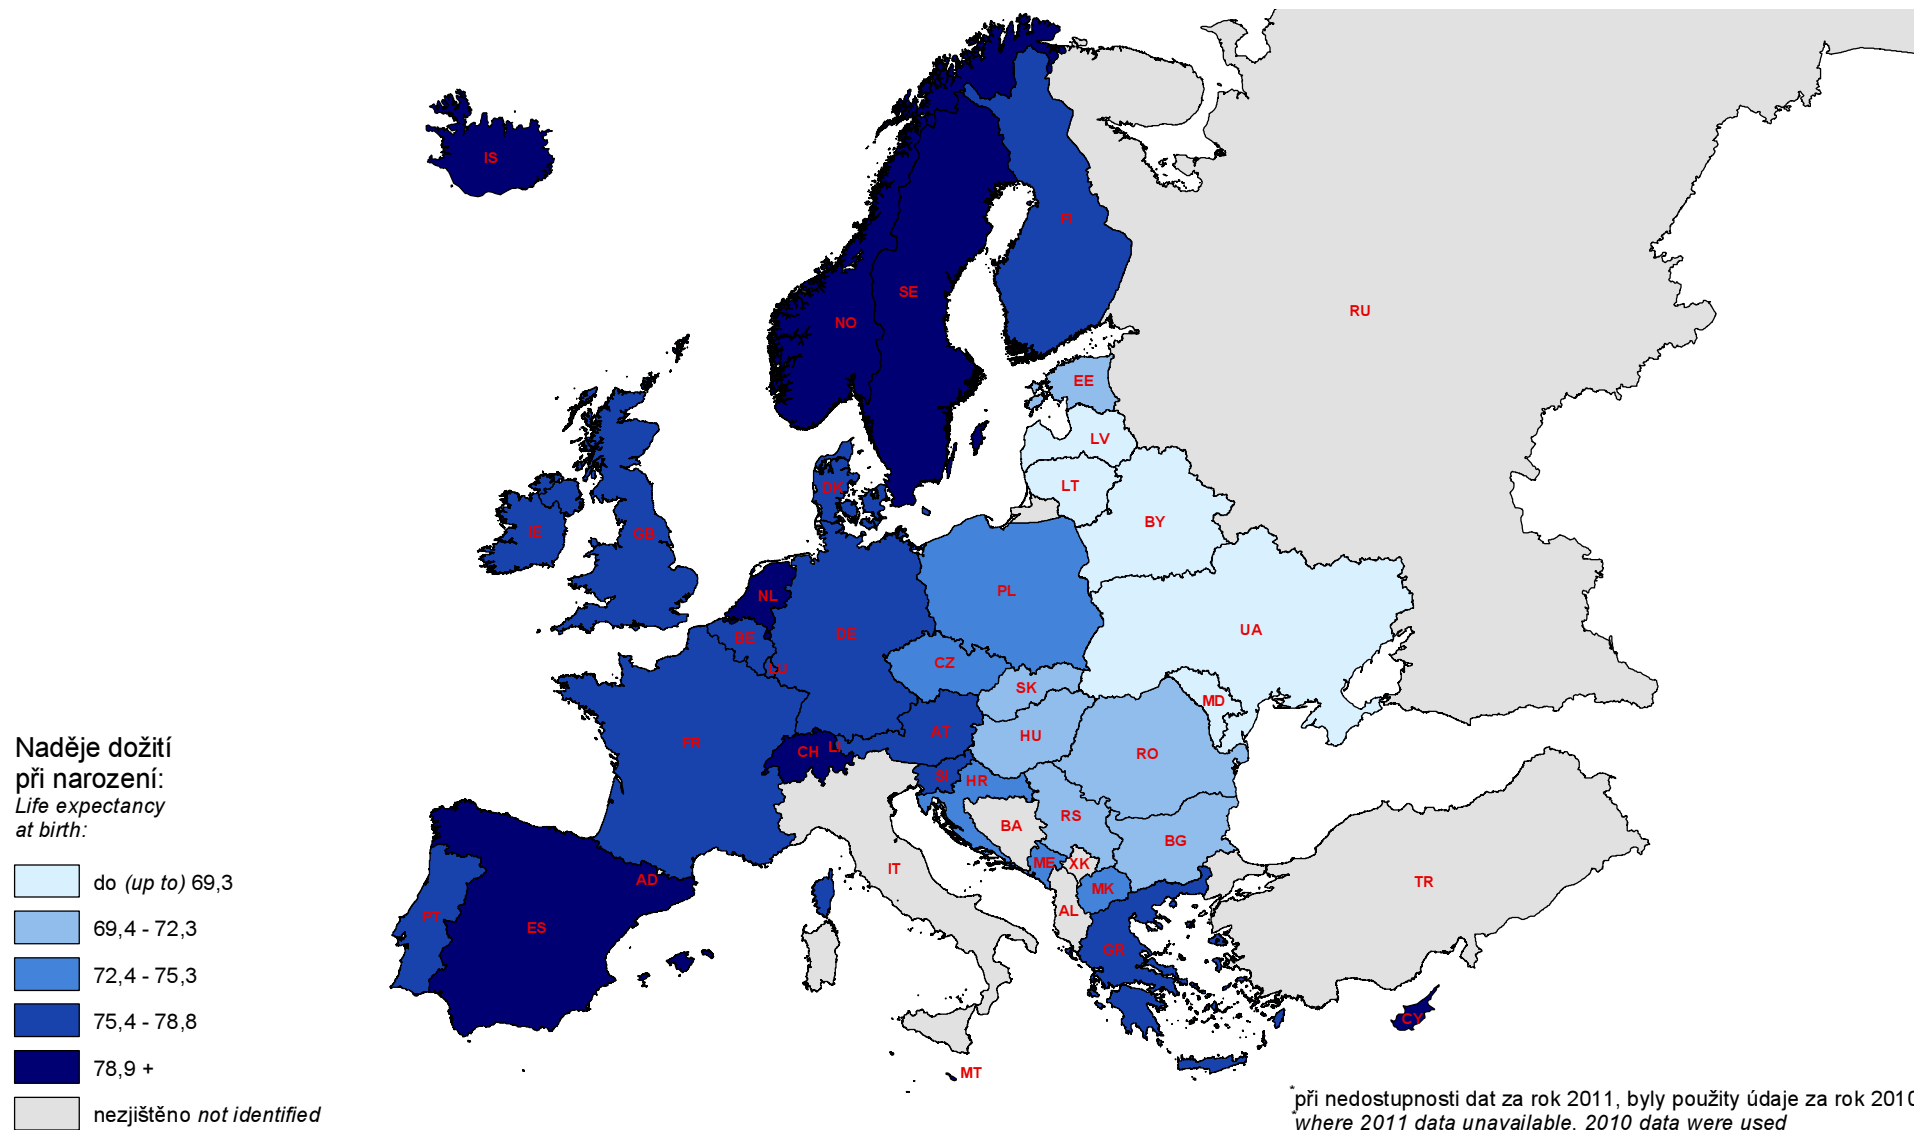 IS
FI
RU
SE
NO
EE
LV
LT
DK
BY
IE
GB
PL
NL
UA
BE
DE
CZ
LU
SK
MD
AT
HU
FR
CH
LI
RO
SI
HR
RS
BA
BG
ME
XK
IT
AD
MK
TR
AL
PT
ES
GR
CY
MT
Naděje dožití
při narození:
Life expectancy
at birth:
do (up to) 69,3
69,4 - 72,3
72,4 - 75,3
75,4 - 78,8
78,9 +
nezjištěno not identified
*při nedostupnosti dat za rok 2011, byly použity údaje za rok 2010
*where 2011 data unavailable, 2010 data were used